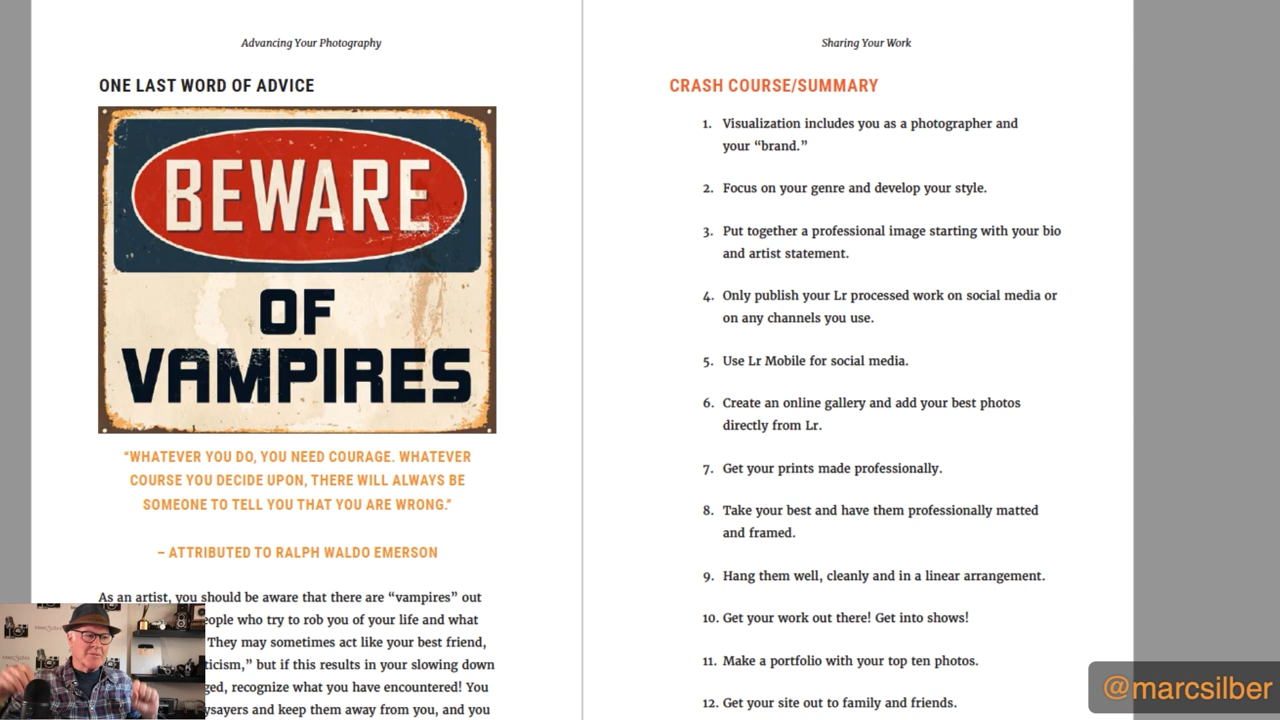 Advancing Your Photography
ONE LAST WORD OF ADVICE
BEWARE
OF
VAMPIRES
“WHATEVER YOU DO, YOU NEED COURAGE. WHATEVER
COURSE YOU DECIDE UPON, THERE WILL ALWAYS BE
SOMEONE TO TELL YOU THAT YOU ARE WRONG.”
– ATTRIBUTED TO RALPH WALDO EMERSON
As an artist, you should be aware that there are “vampires” out
who try to rob you of your life and what
They may sometimes act like your best friend,
but if this results in your slowing down
recognize what you have encountered! You
and keep them away from you, and you
Sharing Your Work
CRASH COURSE/SUMMARY
1. Visualization includes you as a photographer and
your “brand.”
2. Focus on your genre and develop your style.
3. Put together a professional image starting with your bio
and artist statement.
4. Only publish your Lr processed work on social media or
on any channels you use.
5. Use Lr Mobile for social media.
6. Create an online gallery and add your best photos
directly from Lr.
7. Get your prints made professionally.
8. Take your best and have them professionally matted
and framed.
9. Hang them well, cleanly and in a linear arrangement.
10. Get your work out there! Get into shows!
11. Make a portfolio with your top ten photos.
12. Get your site out to family and friends.
@marcsilber